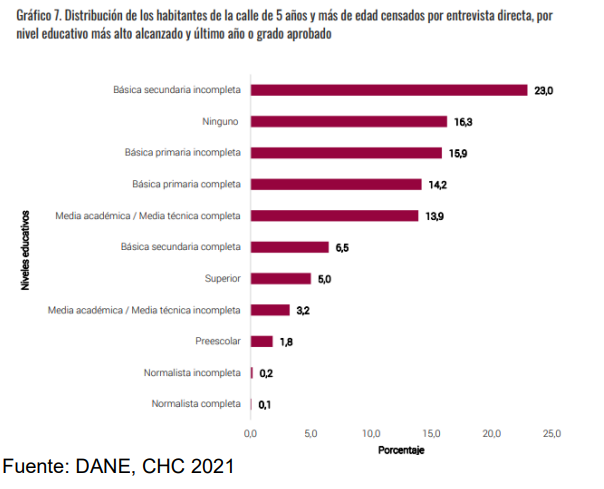 Gráfico 7. Distribución de los habitantes de la calle de 5 años y más de edad censados por entrevista directa, por
nivel educativo más alto alcanzado y último año o grado aprobado
Básica secundaria incompleta 23,0
Ninguno 16,3
Básica primaria incompleta 15,9
Básica primaria completa 14,2
Media académica / Media técnica completa 13,9
Básica secundaria completa 6,5
Superior 5,0
Media académica / Media técnica incompleta 3,2
Preescolar 1,8
Normalista incompleta 0,2
Normalista completa 0,1
Niveles educativos
0,0 5,0 10,0 15,0 20,0 25,0
Porcentaje
Fuente: DANE, CHC 2021